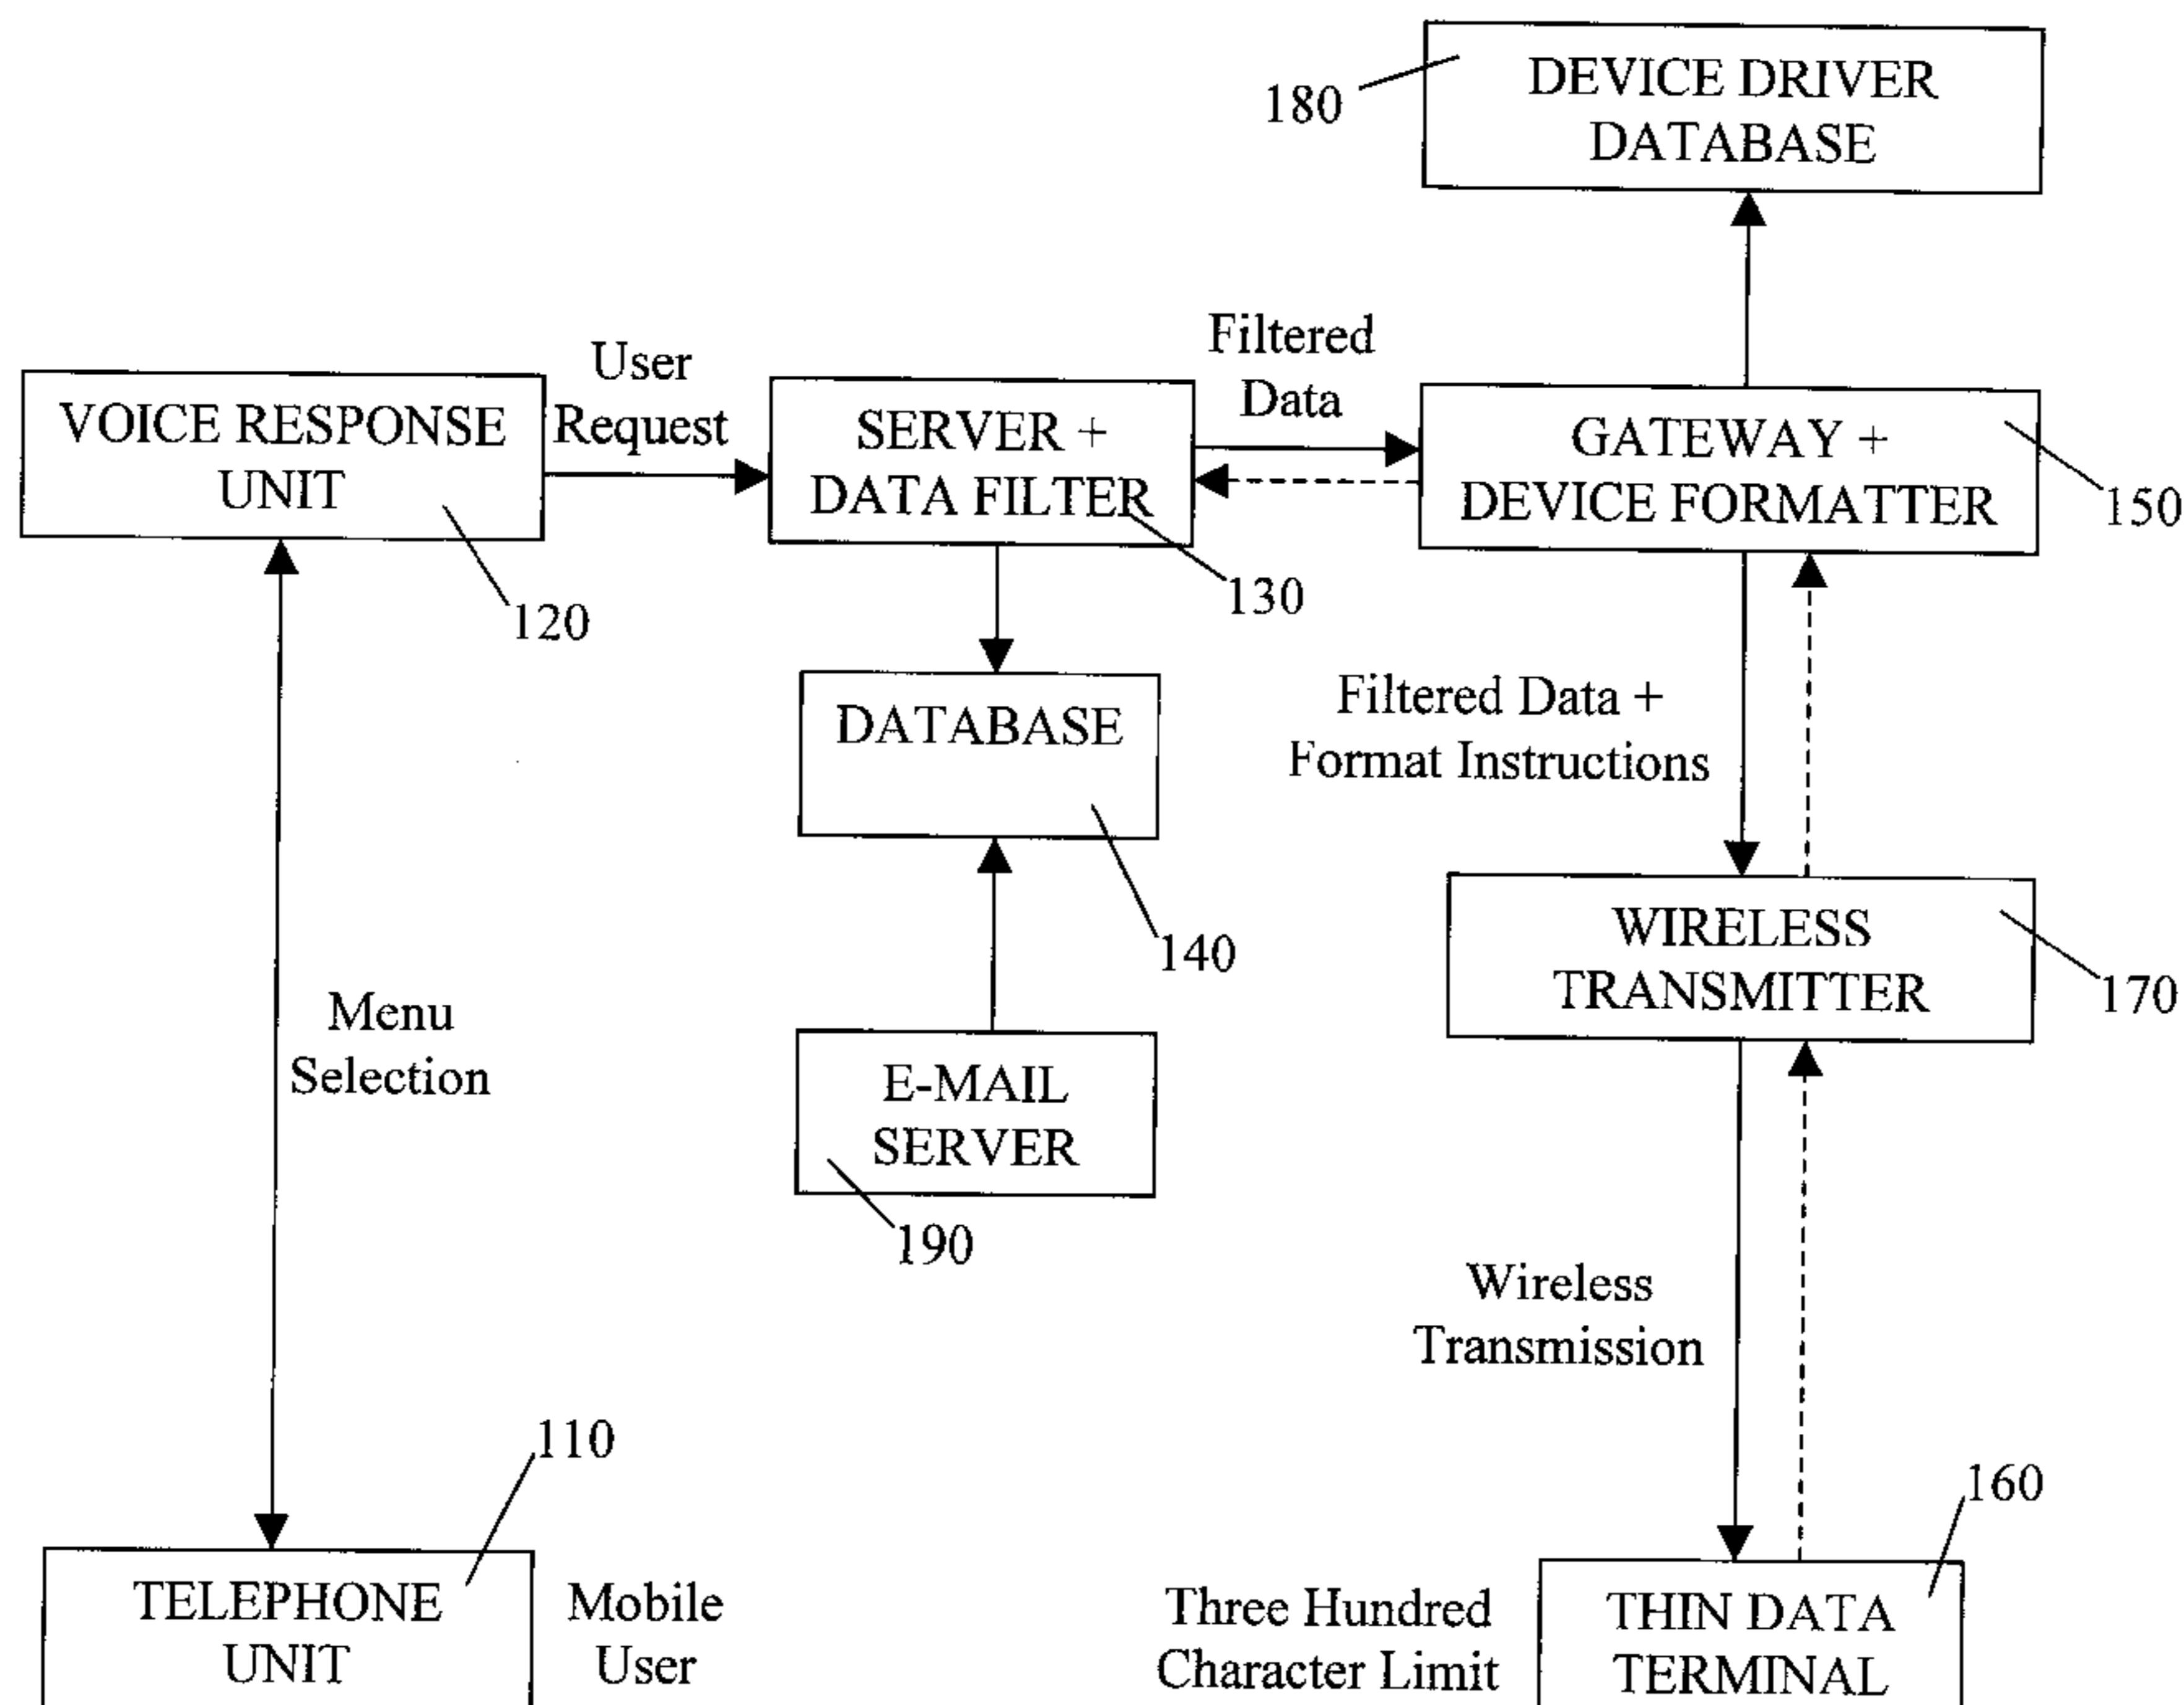 DEVICE DRIVER
DATABASE
180
User
Request
Filtered
Data
VOICE RESPONSE
UNIT
120
SERVER +
DATA FILTER
130
GATEWAY +
DEVICE FORMATTER
150
DATABASE
140
Filtered Data +
Format Instructions
WIRELESS
TRANSMITTER
170
Menu
Selection
E-MAIL
SERVER
190
Wireless
Transmission
110
160
TELEPHONE
UNIT
Mobile
User
Three Hundred
Character Limit
THIN DATA
TERMINAL